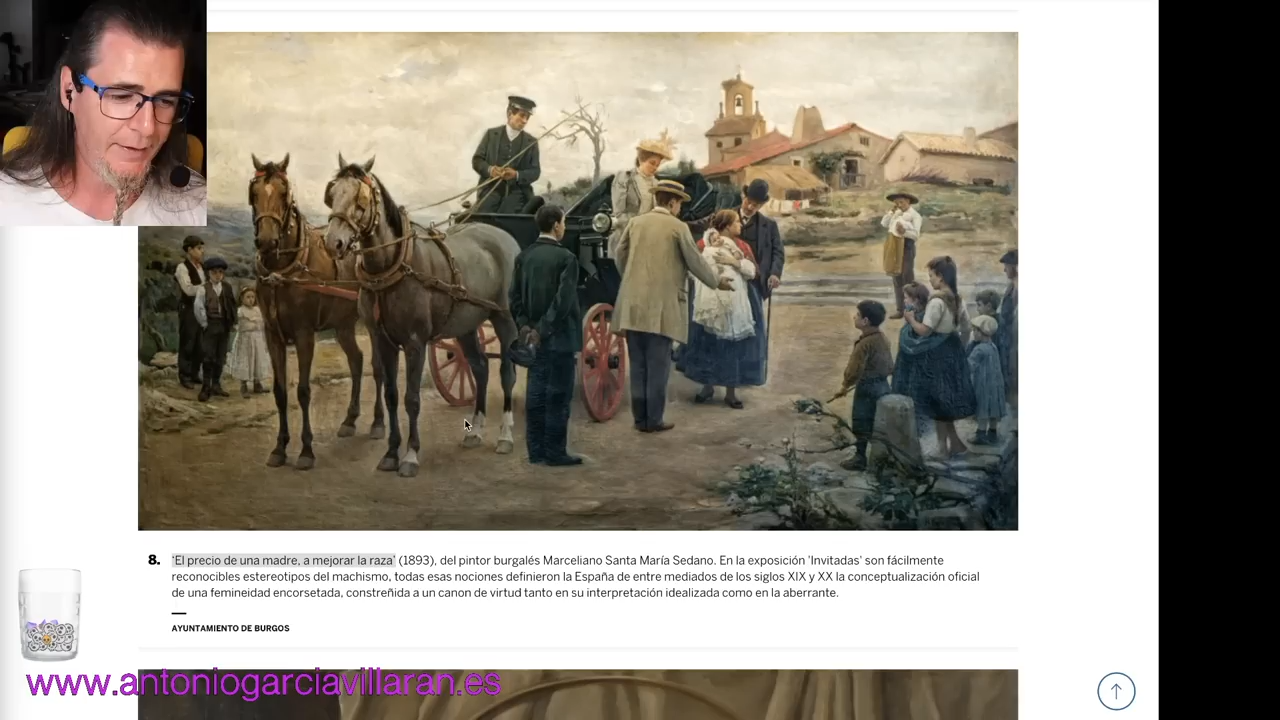 8. 'El precio de una madre, a mejorar la raza' (1893), del pintor burgalés Marceliano Santa María Sedano. En la exposición 'Invitadas' son fácilmente
reconocibles estereotipos del machismo, todas esas nociones definieron la España de entre mediados de los siglos XIX y XX la conceptualización oficial
de una femineidad encorsetada, constreñida a un canon de virtud tanto en su interpretación idealizada como en la aberrante.
AYUNTAMIENTO DE BURGOS
www.antoniogarciavillaran.es